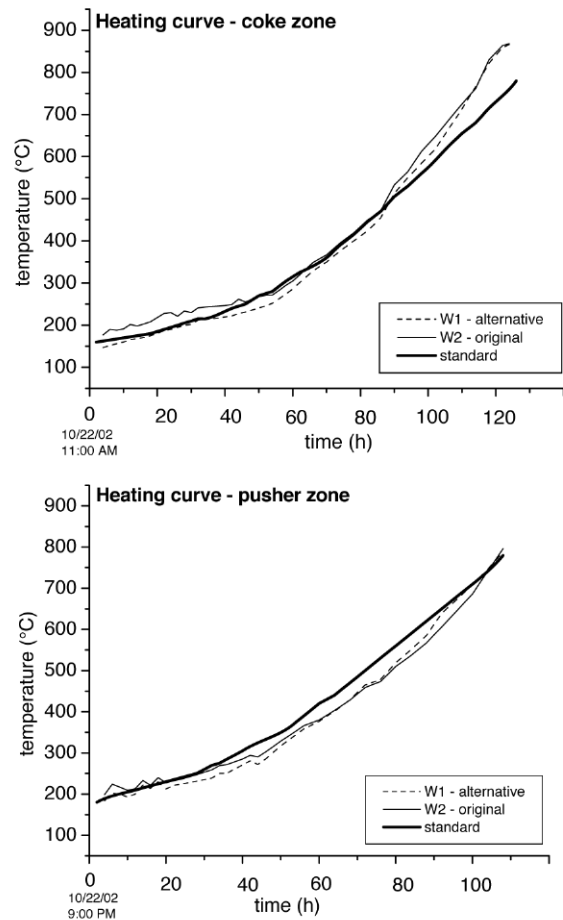 Heating curve - coke zone
900
800
700
600
500
400
300
200
100
temperature (°C)
W1 - alternative
W2 - original
standard
0 20 40 60 80 100 120
10/22/02
11:00 AM
time (h)
Heating curve - pusher zone
900
800
700
600
500
400
300
200
100
temperature (°C)
W1 - alternative
W2 - original
standard
0 20 40 60 80 100
10/22/02
9:00 PM
time (h)